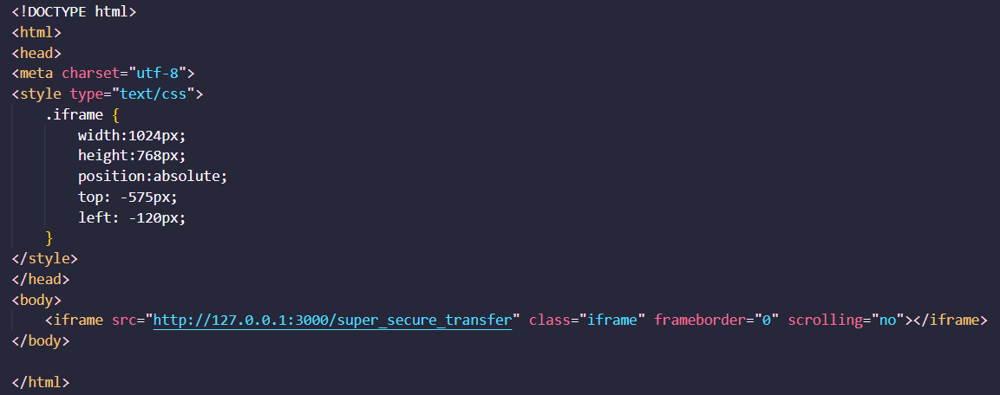 <!DOCTYPE html>
<html>
<head>
<meta charset="utf-8">
<style type="text/css">
    .iframe {
        width:1024px;
        height:768px;
        position:absolute;
        top: -575px;
        left: -120px;
    }
</style>
</head>
<body>
    <iframe src="http://127.0.0.1:3000/super_secure_transfer" class="iframe" frameborder="0" scrolling="no"></iframe>
</body>

</html>